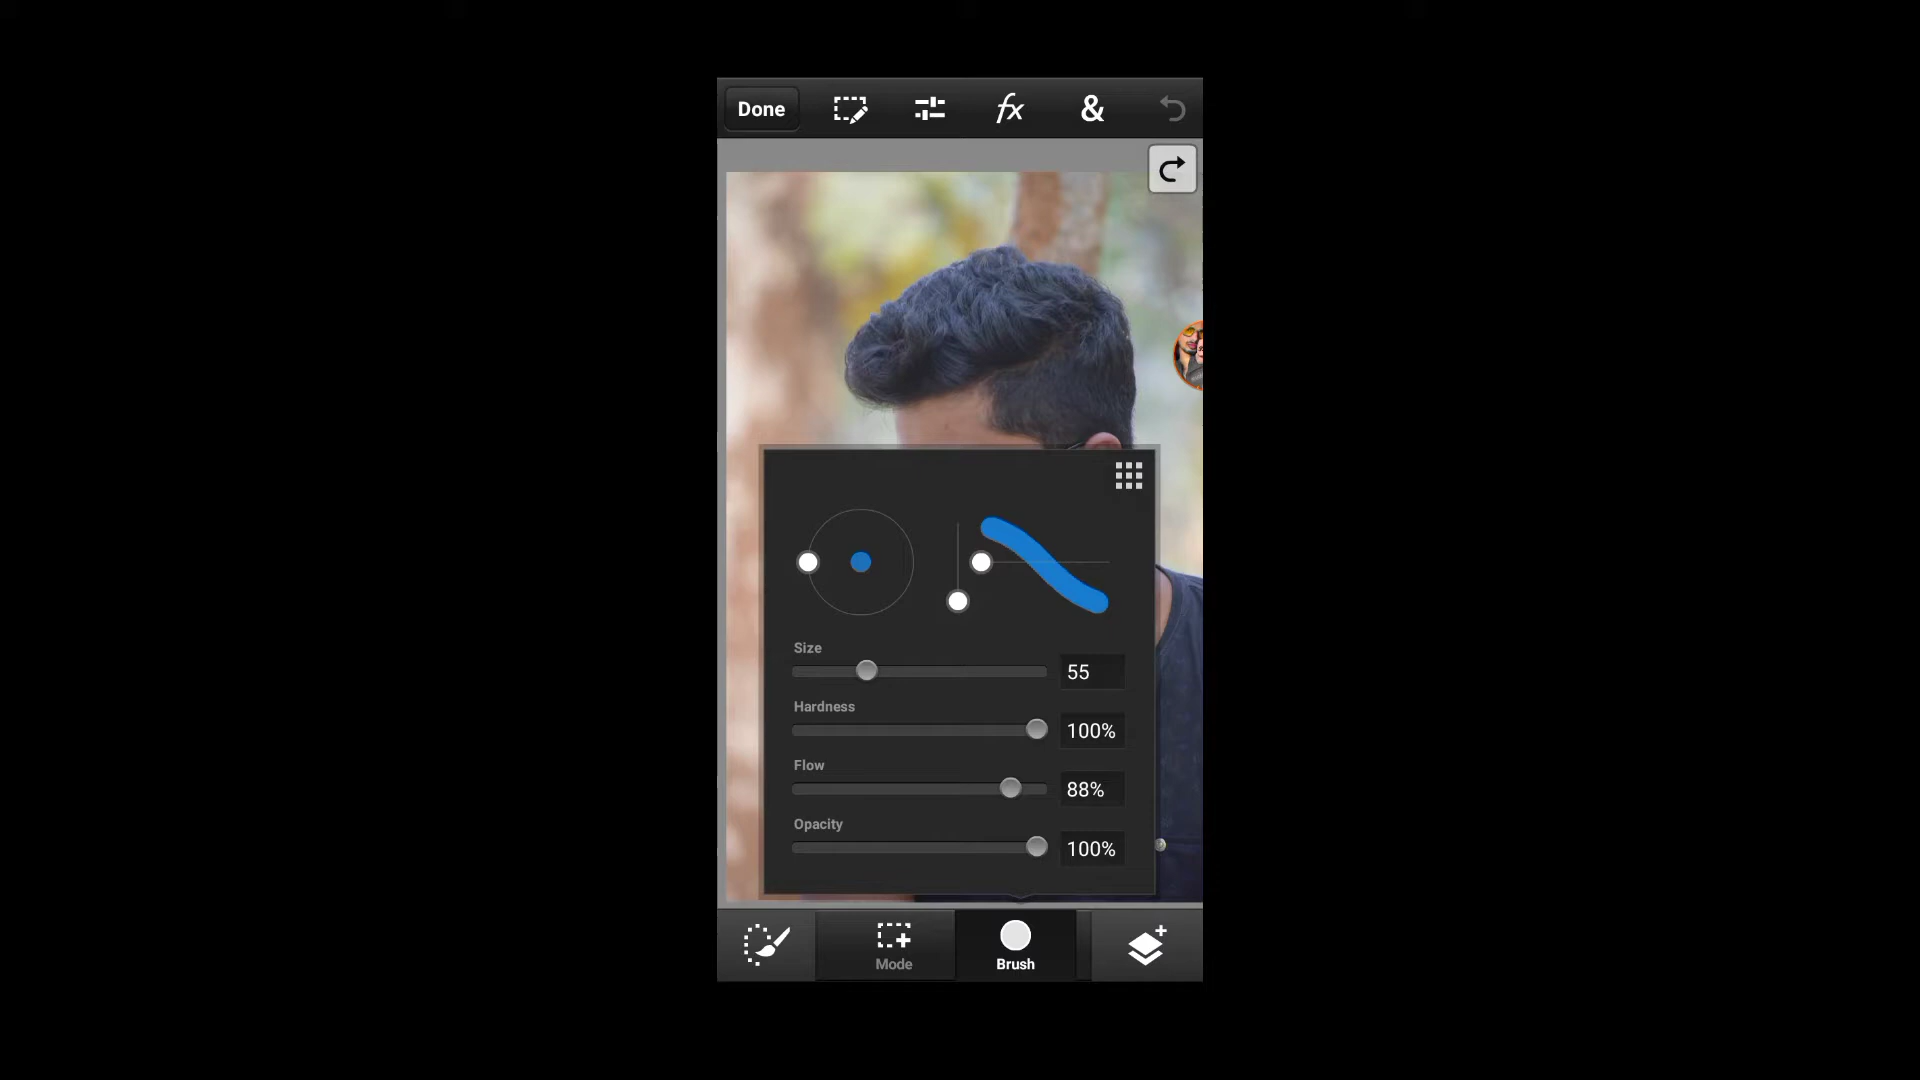 Done fx &
Size
55
Hardness
100%
Flow
88%
Opacity
100%
Mode
Brush